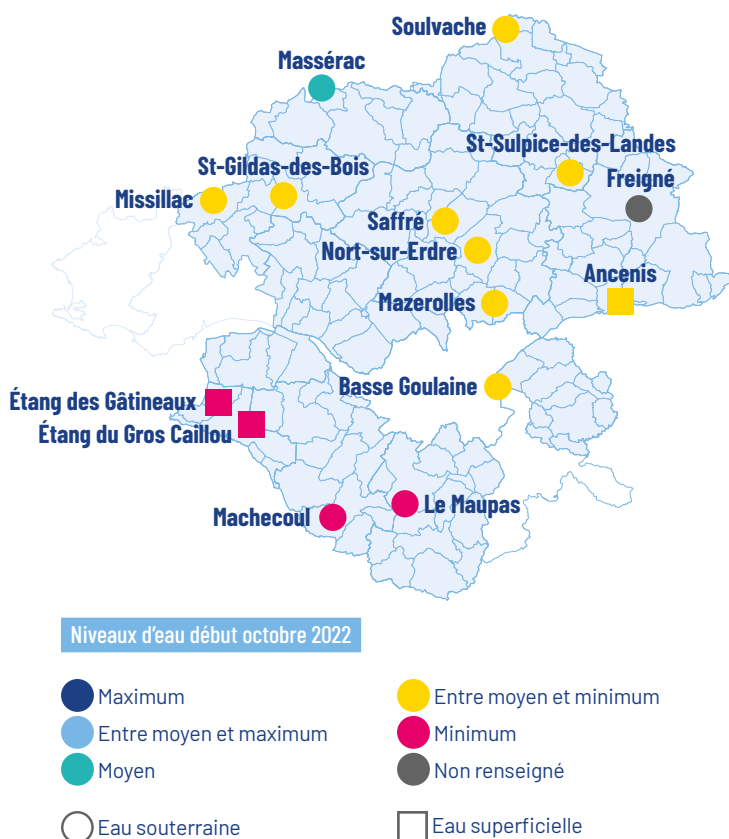 Soulvache
Massérac
St-Sulpice-des-Landes
St-Gildas-des-Bois
Freigné
Missillac
Saffré
Nort-sur-Erdre
Ancenis
Mazerolles
Basse Goulaine
Étang des Gâtineaux
Étang du Gros Caillou
Le Maupas
Machecoul
Niveaux d'eau début octobre 2022
Maximum
Entre moyen et maximum
Moyen
Entre moyen et minimum
Minimum
Non renseigné
Eau souterraine
Eau superficielle